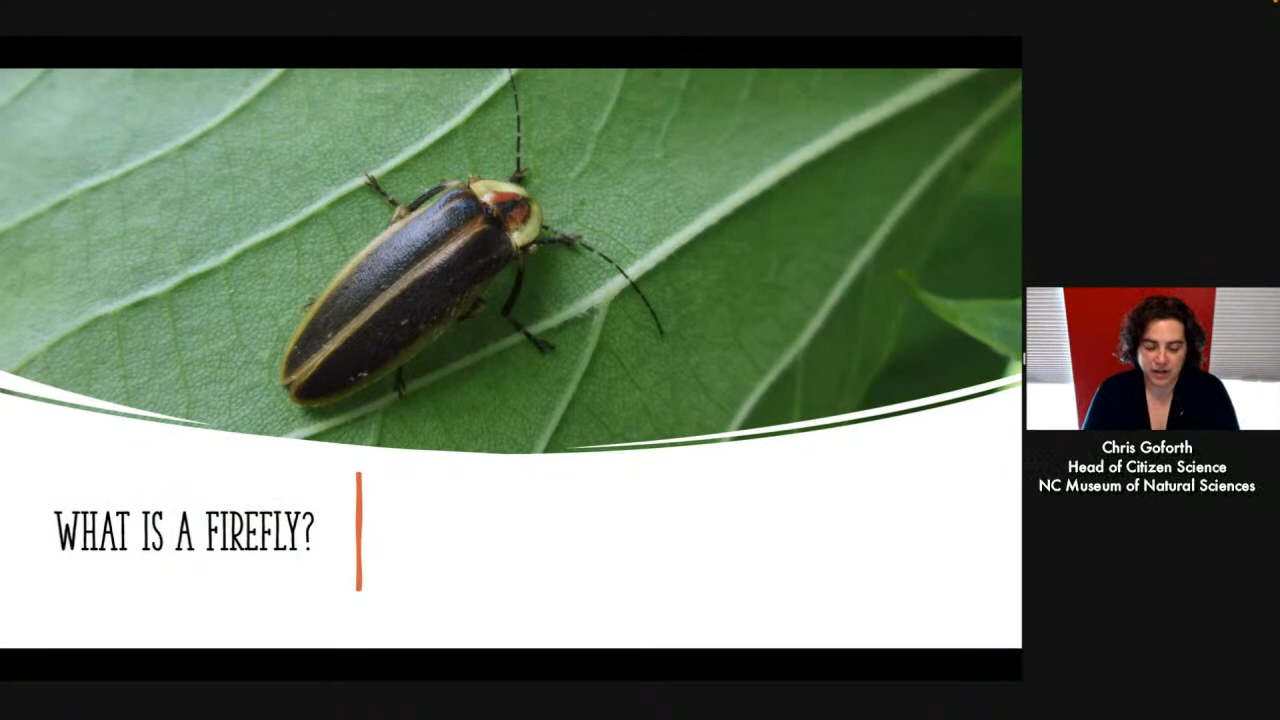 WHAT IS A FIREFLY?
Chris Goforth
Head of Citizen Science
NC Museum of Natural Sciences